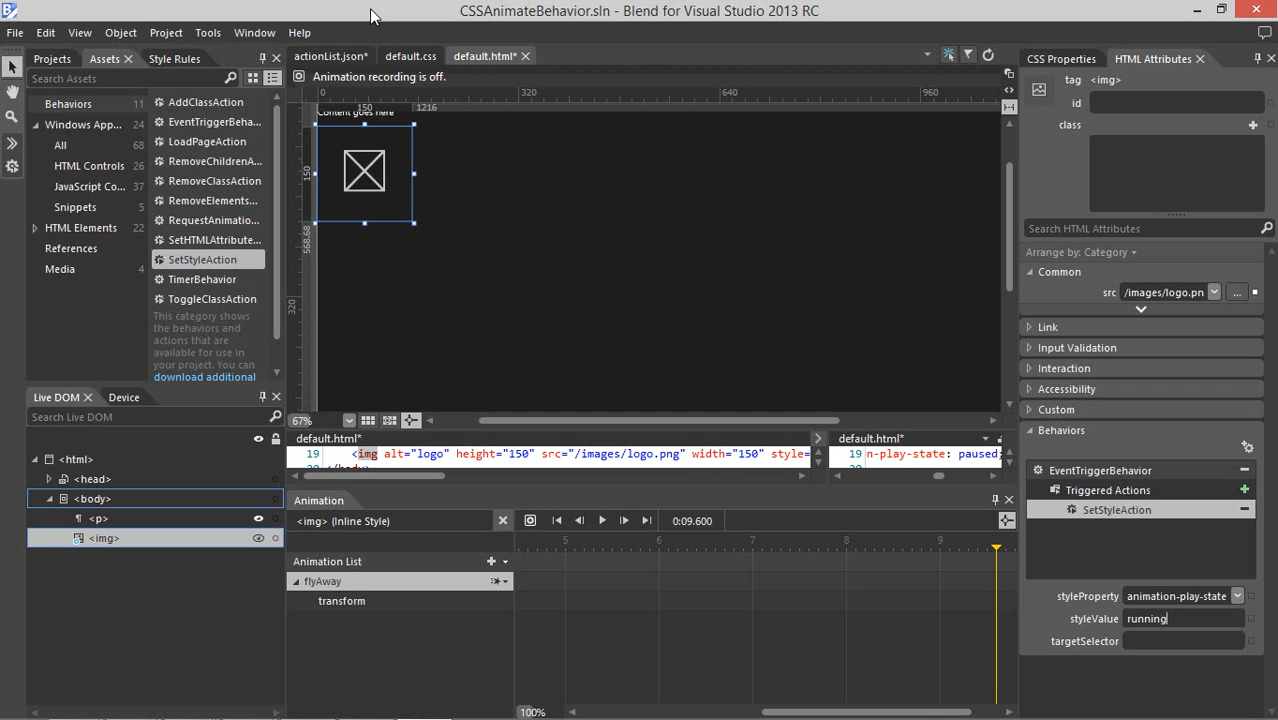 CSSAnimateBehavior.sln - Blend for Visual Studio 2013 RC
File Edit View Object Project Tools Window Help
Projects Assets Style Rules
Search Assets
Behaviors 11
Windows App... 24
All 68
HTML Controls 26
JavaScript Co... 37
Snippets 5
HTML Elements 22
References
Media 4
AddClassAction
EventTriggerBeha...
LoadPageAction
RemoveChildrenA...
RemoveClassAction
RemoveElements...
RequestAnimatio...
SetHTMLAttribute...
SetStyleAction
TimerBehavior
ToggleClassAction
This category shows
the behaviors and
actions that are
available for use in
your project. You can
download additional
Live DOM Device
Search Live DOM
<html>
<head>
<body>
<p>
<img>
actionList.json* default.css default.html*
Animation recording is off.
0 320 640 960
150 1216
Content goes here
150
568.68
320
67%
default.html*
19 <img alt="logo" height="150" src="/images/logo.png" width="150" style=
</body>
default.html*
19 n-play-state: paused;
20
Animation
<img> (Inline Style)
0:09.600
5 6 7 8 9
Animation List
flyAway
transform
100%
CSS Properties HTML Attributes
tag <img>
id
class
Search HTML Attributes
Arrange by: Category
Common
src /images/logo.pn ...
Link
Input Validation
Interaction
Accessibility
Custom
Behaviors
EventTriggerBehavior
Triggered Actions
SetStyleAction
styleProperty animation-play-state
styleValue running
targetSelector